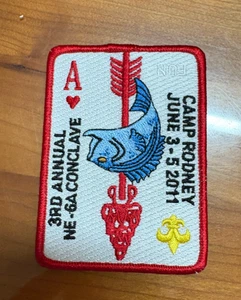 A
CAMP RODNEY
JUNE 3-5 2011
3RD ANNUAL
NE-6A CONCLAVE